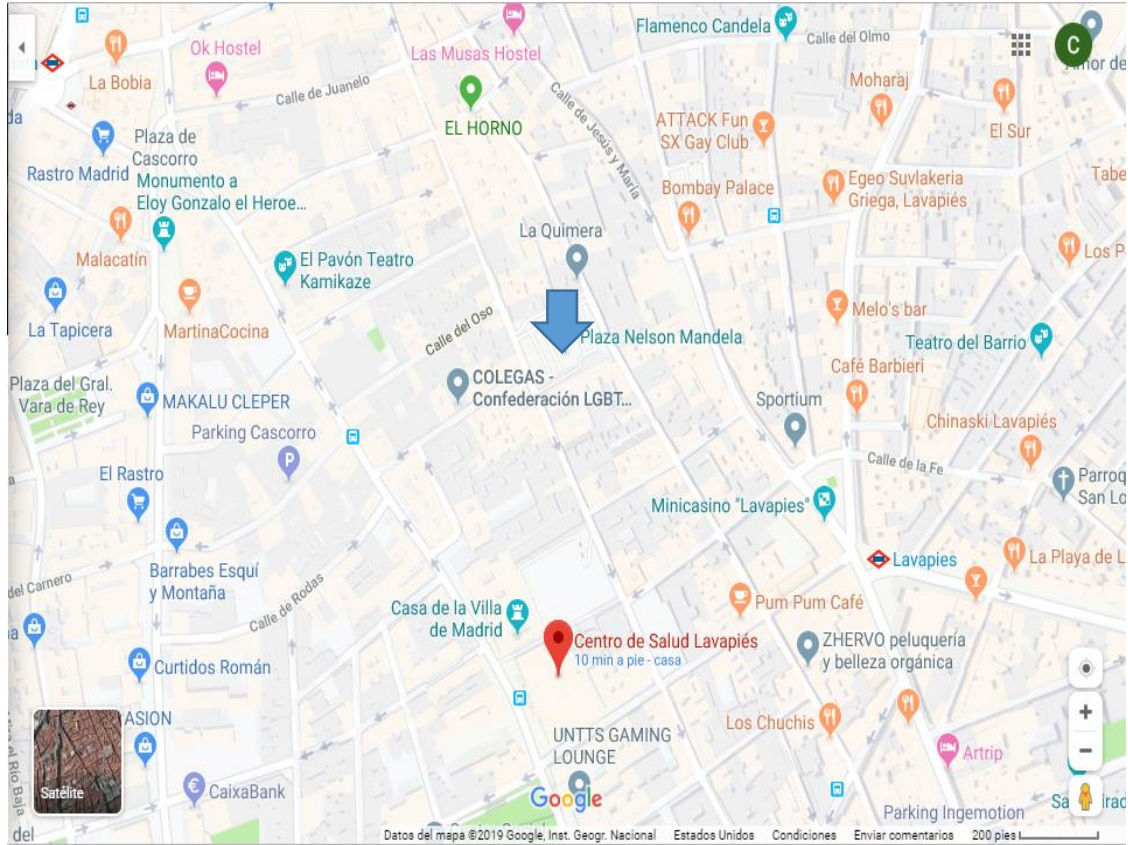 Flamenco Candela
Calle del Olmo
C
Ok Hostel
Las Musas Hostel
La Bobia
Moharaj
Calle de Juanelo
EL HORNO
Calle de Jesús y María
ATTACK Fun
SX Gay Club
El Sur
Plaza de
Cascorro
Rastro Madrid
Monumento a
Eloy Gonzalo el Heroe...
Bombay Palace
Egeo Suvlakeria
Griega, Lavapiés
La Quimera
Malacatín
El Pavón Teatro
Kamikaze
La Tapicera
MartinaCocina
Calle del Oso
Plaza Nelson Mandela
Melo's bar
Teatro del Barrio
Café Barbieri
Plaza del Gral.
Vara de Rey
MAKALU CLEPER
COLEGAS -
Confederación LGBT...
Sportium
Chinaski Lavapiés
Parking Cascorro
P
Calle de la Fe
El Rastro
Minicasino "Lavapies"
Parroq
San Lo
Lavapies
La Playa de L
Barrabes Esquí
y Montaña
del Carnero
Calle de Rodas
Casa de la Villa
de Madrid
Pum Pum Café
Centro de Salud Lavapiés
10 min a pie - casa
ZHERVO peluquería
y belleza orgánica
Curtidos Román
ASION
Los Chuchis
UNTTS GAMING
LOUNGE
Artrip
Satélite
CaixaBank
Google
Parking Ingemotion
del
Datos del mapa ©2019 Google, Inst. Geogr. Nacional Estados Unidos Condiciones Enviar comentarios 200 pies